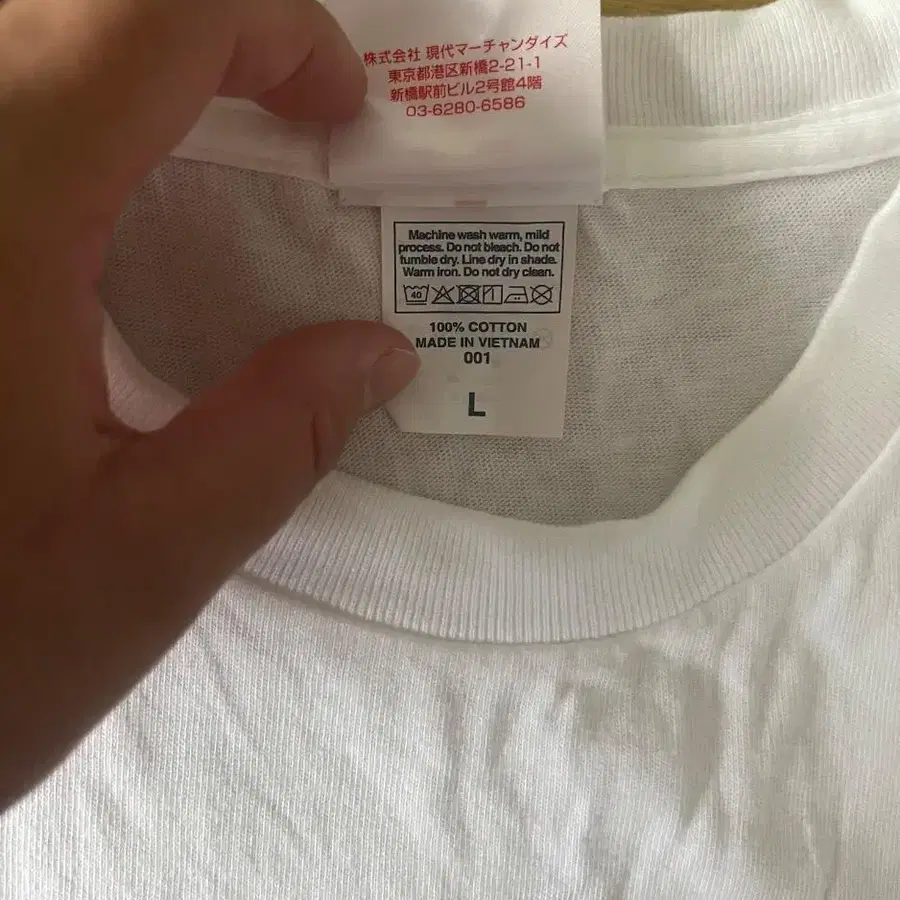 株式会社 現代マーチャンダイズ
東京都港区新橋2-21-1
新橋駅前ビル2号館4階
03-6280-6586
Machine wash warm, mild
process. Do not bleach. Do not
tumble dry. Line dry in shade.
Warm iron. Do not dry clean.
40
100% COTTON
MADE IN VIETNAM
001
L